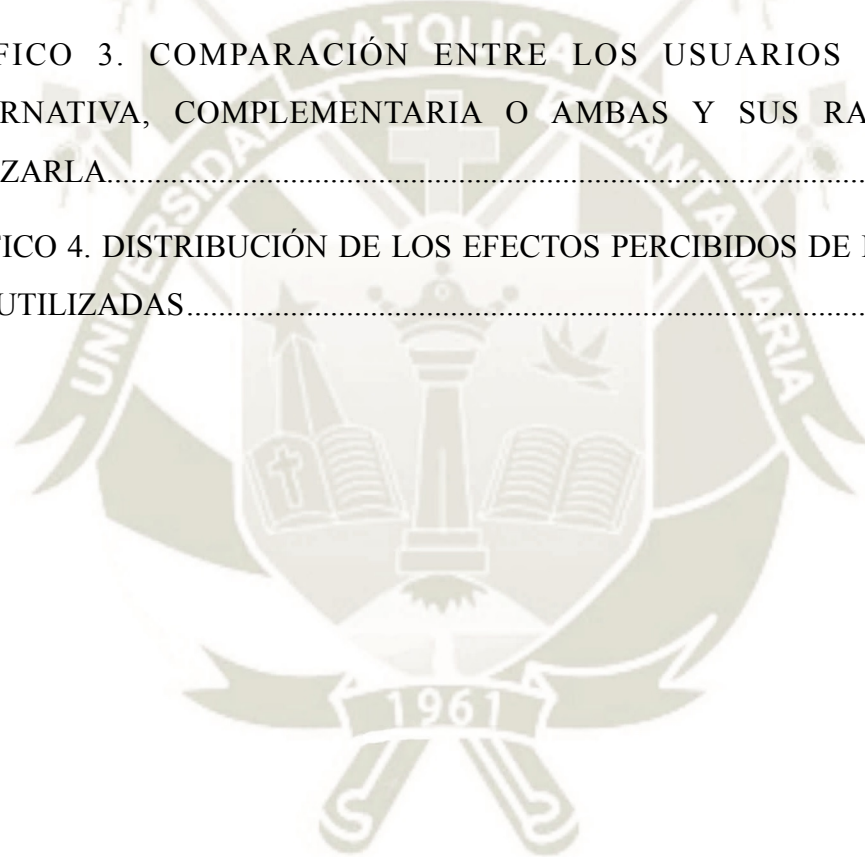 FICO 3. COMPARACIÓN ENTRE LOS USUARIOS
RNATIVA, COMPLEMENTARIA O AMBAS Y SUS RA
ZARLA
FICO 4. DISTRIBUCIÓN DE LOS EFECTOS PERCIBIDOS DE
UTILIZADAS
UNIVERSIDAD CATOLICA SANTA MARIA
1961